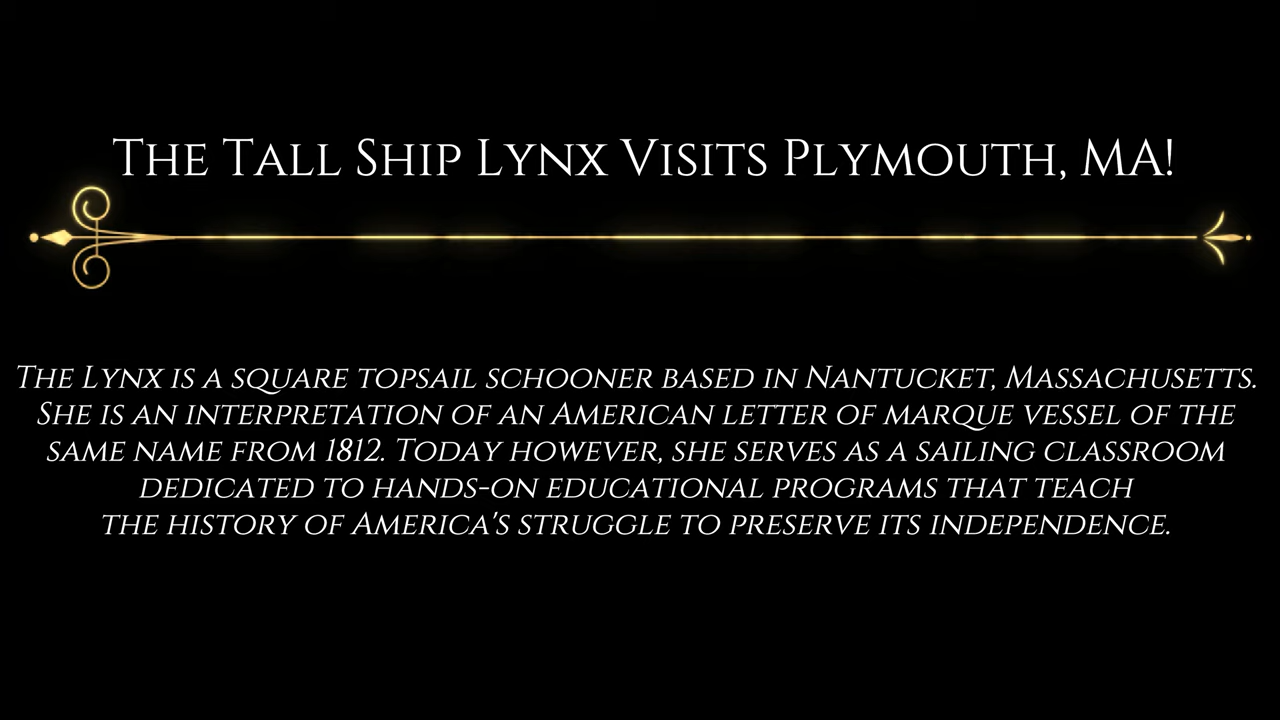 The Tall Ship Lynx Visits Plymouth, MA!
The Lynx is a square topsail schooner based in Nantucket, Massachusetts.
She is an interpretation of an American letter of marque vessel of the
same name from 1812. Today however, she serves as a sailing classroom
dedicated to hands-on educational programs that teach
the history of America's struggle to preserve its independence.